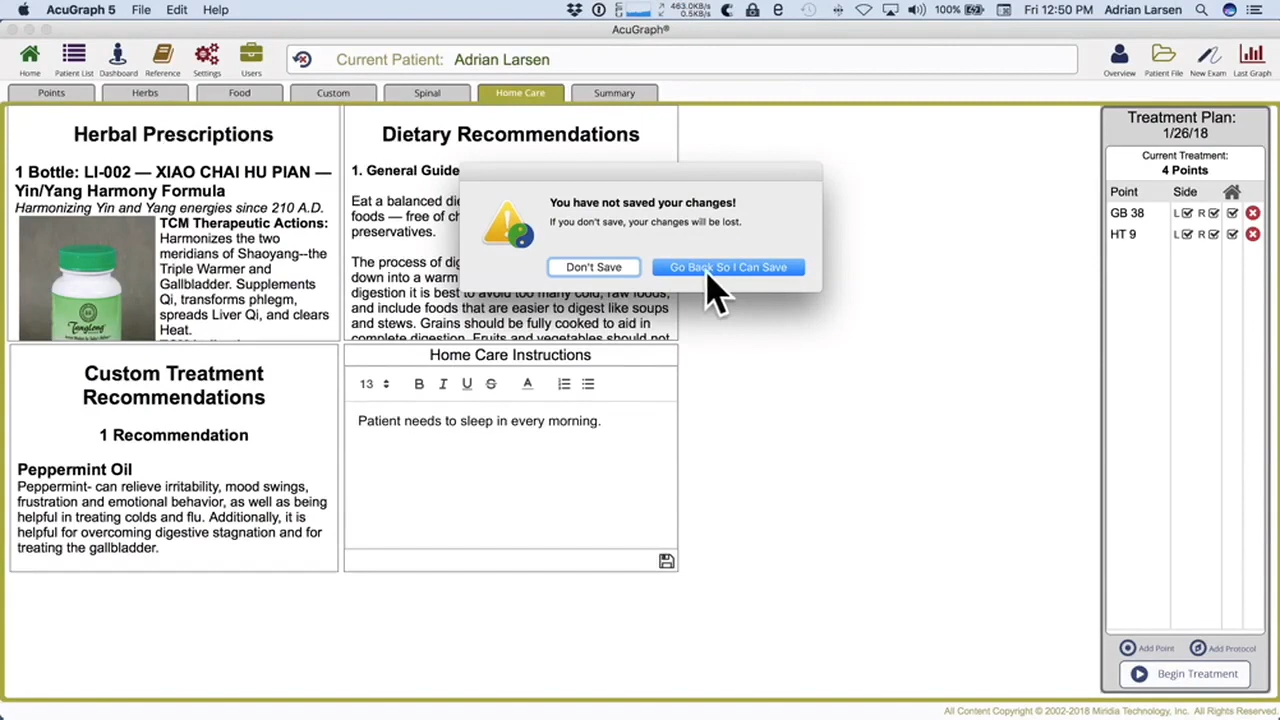 AcuGraph 5 File Edit Help
463.0KB/s
0.5KB/s
100% Fri 12:50 PM Adrian Larsen
AcuGraph®
Home Patient List Dashboard Reference Settings Users
Current Patient: Adrian Larsen
Overview Patient File New Exam Last Graph
Points Herbs Food Custom Spinal Home Care Summary
Herbal Prescriptions
1 Bottle: LI-002 — XIAO CHAI HU PIAN —
Yin/Yang Harmony Formula
Harmonizing Yin and Yang energies since 210 A.D.
TCM Therapeutic Actions:
Harmonizes the two
meridians of Shaoyang--the
Triple Warmer and
Gallbladder. Supplements
Qi, transforms phlegm,
spreads Liver Qi, and clears
Heat.
Tanglong
Dietary Recommendations
1. General Guide
Eat a balanced die
foods — free of ch
preservatives.
The process of dig
down into a warm
digestion it is best to avoid too many cold, raw foods,
and include foods that are easier to digest like soups
and stews. Grains should be fully cooked to aid in
complete digestion. Fruits and vegetables should not
You have not saved your changes!
If you don't save, your changes will be lost.
Don't Save Go Back So I Can Save
Custom Treatment
Recommendations
1 Recommendation
Peppermint Oil
Peppermint- can relieve irritability, mood swings,
frustration and emotional behavior, as well as being
helpful in treating colds and flu. Additionally, it is
helpful for overcoming digestive stagnation and for
treating the gallbladder.
Home Care Instructions
13 B I U S A
Patient needs to sleep in every morning.
Treatment Plan:
1/26/18
Current Treatment:
4 Points
Point Side
GB 38 L R
HT 9 L R
Add Point Add Protocol
Begin Treatment
All Content Copyright © 2002-2018 Miridia Technology, Inc. All Rights Reserved.